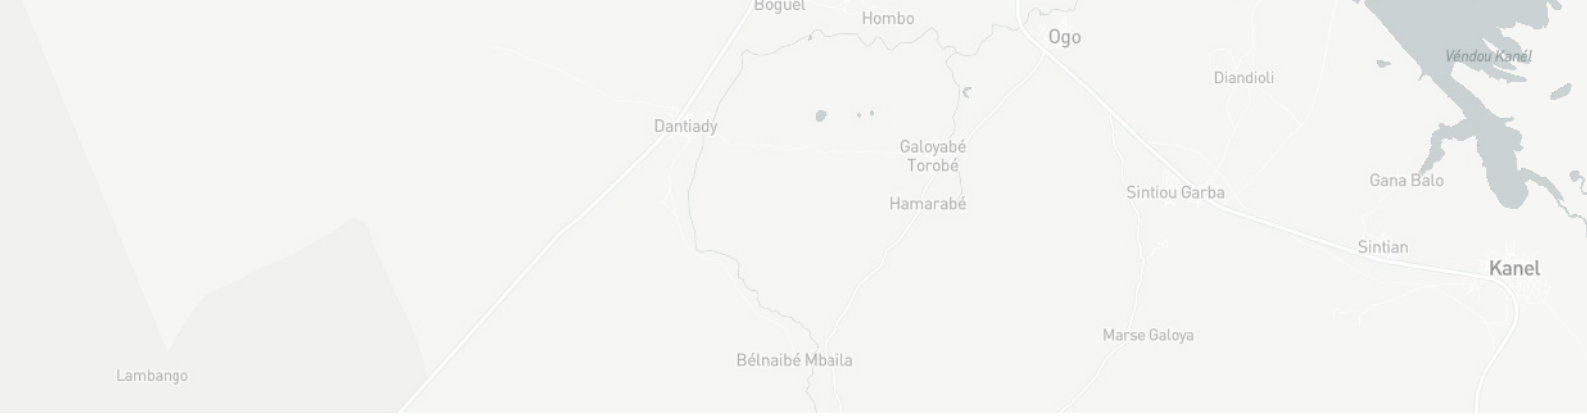 Boguel
Hombo
Ogo
Véndou Kanél
Diandioli
Dantiady
Galoyabé
Torobé
Gana Balo
Sintiou Garba
Hamarabé
Sintian
Kanel
Marse Galoya
Bélnaibé Mbaila
Lambango